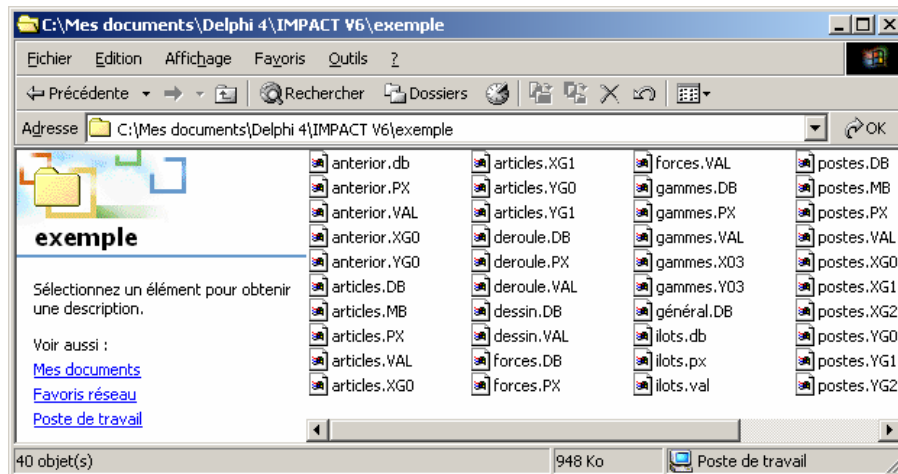 C:\Mes documents\Delphi 4\IMPACT V6\exemple
Fichier Edition Affichage Favoris Outils ?
Précédente Rechercher Dossiers
Adresse C:\Mes documents\Delphi 4\IMPACT V6\exemple OK
exemple
Sélectionnez un élément pour obtenir
une description.
Voir aussi :
Mes documents
Favoris réseau
Poste de travail
anterior.db
anterior.PX
anterior.VAL
anterior.XG0
anterior.YG0
articles.DB
articles.MB
articles.PX
articles.VAL
articles.XG0
articles.XG1
articles.YG0
articles.YG1
deroule.DB
deroule.PX
deroule.VAL
dessin.DB
dessin.VAL
forces.DB
forces.PX
forces.VAL
gammes.DB
gammes.PX
gammes.VAL
gammes.X03
gammes.Y03
général.DB
ilots.db
ilots.px
ilots.val
postes.DB
postes.MB
postes.PX
postes.VAL
postes.XG0
postes.XG1
postes.XG2
postes.YG0
postes.YG1
postes.YG2
40 objet(s) 948 Ko Poste de travail